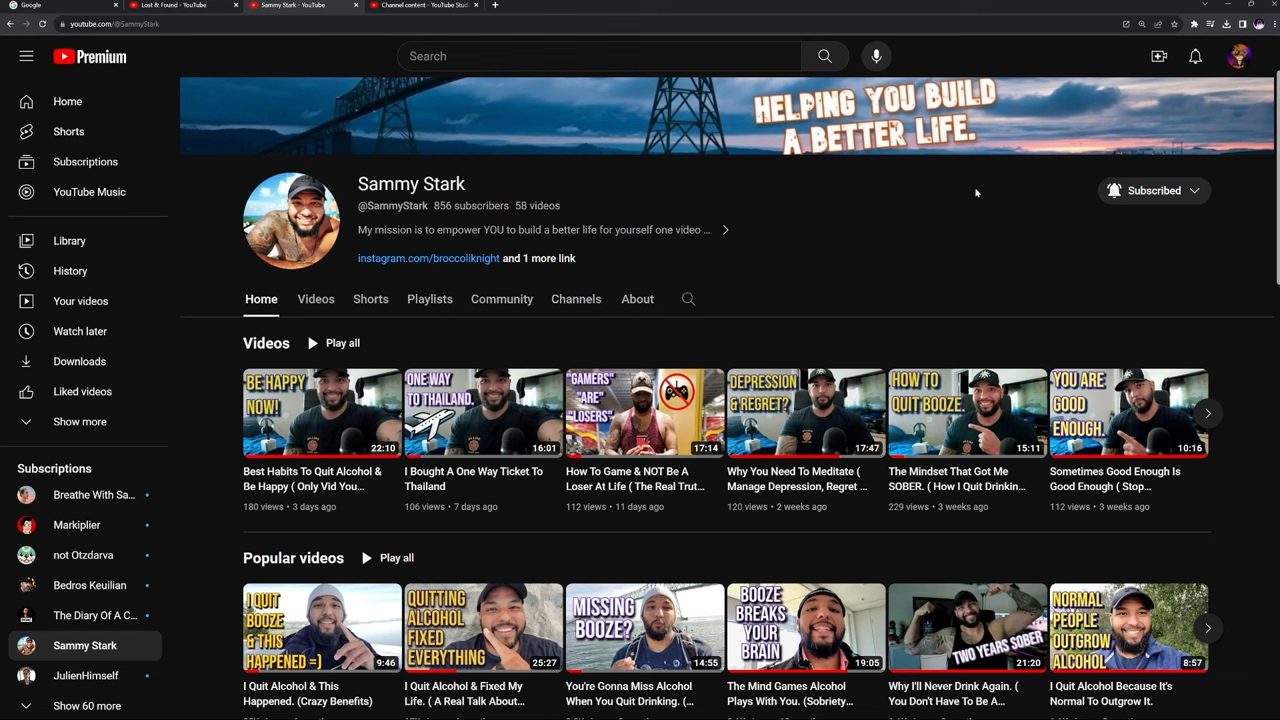 Google
Lost & Found - YouTube
Sammy Stark - YouTube
Channel content - YouTube Stud
youtube.com/@SammyStark
Premium
Search
Home
Shorts
Subscriptions
YouTube Music
Library
History
Your videos
Watch later
Downloads
Liked videos
Show more
Subscriptions
Breathe With Sa...
Markiplier
not Otzdarva
Bedros Keuilian
The Diary Of A C...
Sammy Stark
JulienHimself
Show 60 more
HELPING YOU BUILD
A BETTER LIFE.
Sammy Stark
@SammyStark 856 subscribers 58 videos
My mission is to empower YOU to build a better life for yourself one video ...
instagram.com/broccoliknight and 1 more link
Subscribed
Home Videos Shorts Playlists Community Channels About
Videos Play all
BE HAPPY
NOW!
22:10
Best Habits To Quit Alcohol &
Be Happy ( Only Vid You...
180 views • 3 days ago
ONE WAY
TO THAILAND.
16:01
I Bought A One Way Ticket To
Thailand
106 views • 7 days ago
"GAMERS"
"ARE"
"LOSERS"
17:14
How To Game & NOT Be A
Loser At Life ( The Real Trut...
112 views • 11 days ago
DEPRESSION
& REGRET?
17:47
Why You Need To Meditate (
Manage Depression, Regret ...
120 views • 2 weeks ago
HOW TO
QUIT BOOZE.
15:11
The Mindset That Got Me
SOBER. ( How I Quit Drinkin...
229 views • 3 weeks ago
YOU ARE
GOOD
ENOUGH.
10:16
Sometimes Good Enough Is
Good Enough ( Stop...
112 views • 3 weeks ago
Popular videos Play all
I QUIT
BOOZE
& THIS
HAPPENED =)
9:46
I Quit Alcohol & This
Happened. (Crazy Benefits)
QUITTING
ALCOHOL
FIXED
EVERYTHING
25:27
I Quit Alcohol & Fixed My
Life. ( A Real Talk About...
MISSING
BOOZE?
14:55
You're Gonna Miss Alcohol
When You Quit Drinking. (...
BOOZE
BREAKS
YOUR
BRAIN
19:05
The Mind Games Alcohol
Plays With You. (Sobriety...
TWO YEARS SOBER
21:20
Why I'll Never Drink Again. (
You Don't Have To Be A...
NORMAL
PEOPLE
OUTGROW
ALCOHOL
8:57
I Quit Alcohol Because It's
Normal To Outgrow It.